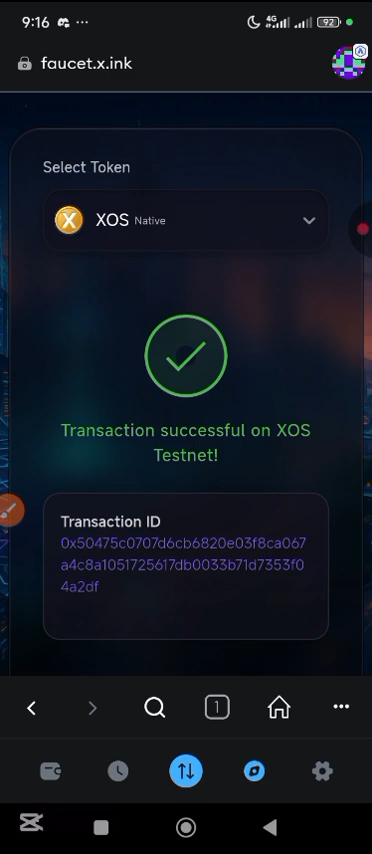 9:16 ...
4G 92
faucet.x.ink
Select Token
XOS Native
Transaction successful on XOS
Testnet!
Transaction ID
0x50475c0707d6cb6820e03f8ca067
a4c8a1051725617db0033b71d7353f0
4a2df
1